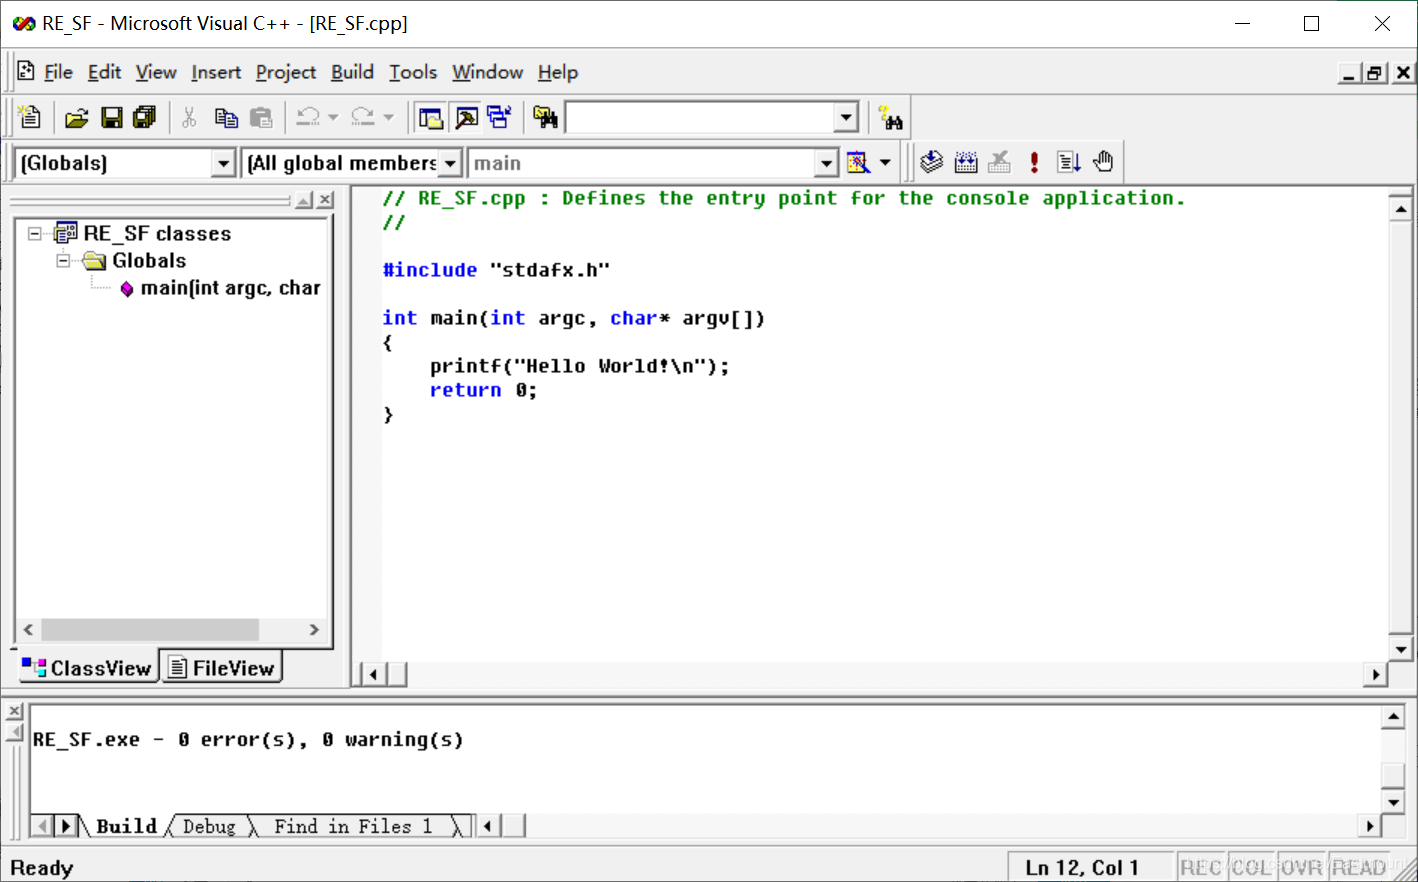 RE_SF - Microsoft Visual C++ - [RE_SF.cpp]
File Edit View Insert Project Build Tools Window Help
(Globals) (All global members main
// RE_SF.cpp : Defines the entry point for the console application.
//
#include "stdafx.h"
int main(int argc, char* argv[])
{
printf("Hello World!\n");
return 0;
}
RE_SF classes
Globals
main(int argc, char
ClassView FileView
RE_SF.exe - 0 error(s), 0 warning(s)
Build Debug Find in Files 1
Ready Ln 12, Col 1 REC COL OVR READ